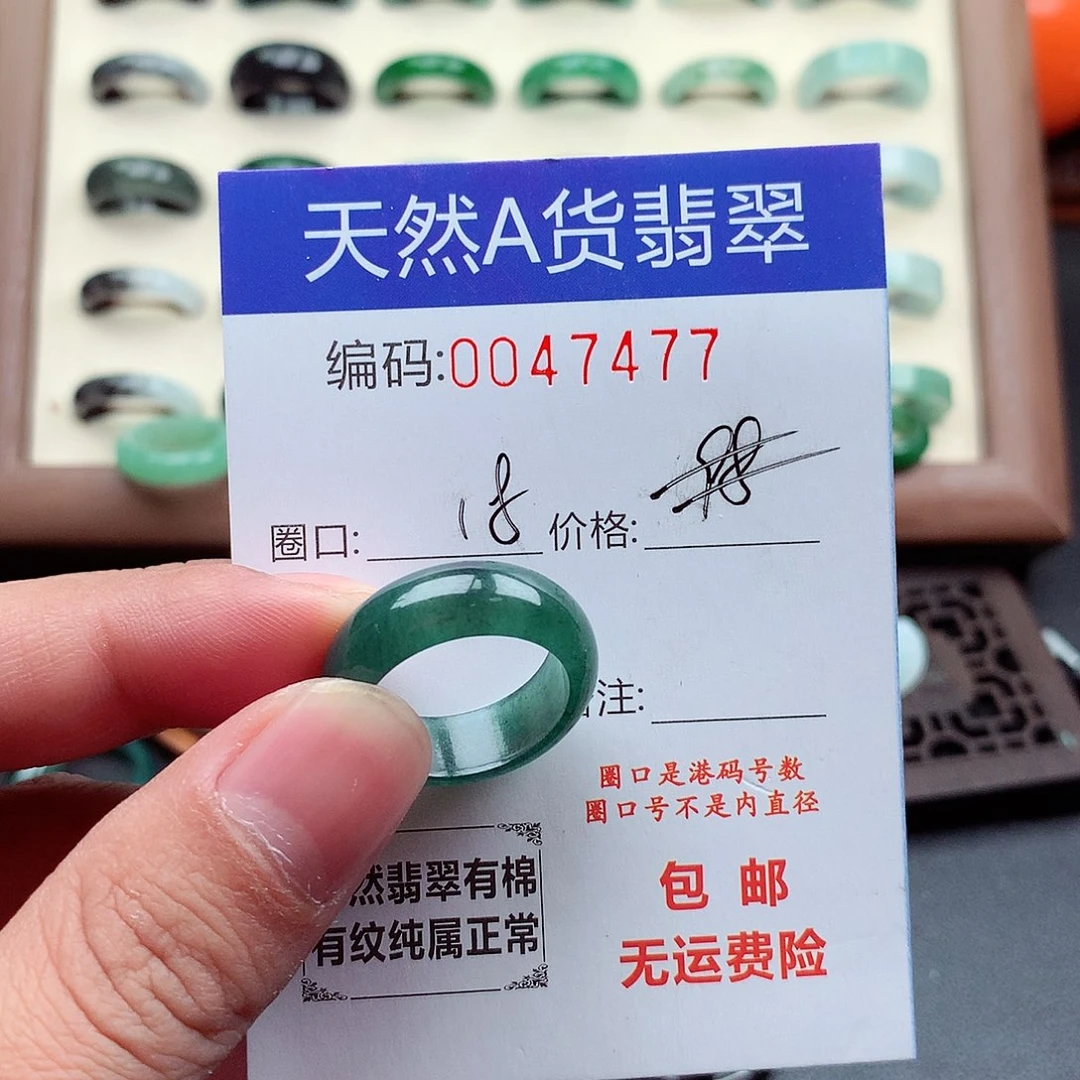 天然A货翡翠
编码:0047477
圈口: 18 价格: 88
注:
圈口是港码号数
圈口号不是内直径
然翡翠有棉
有纹纯属正常
包邮
无运费险